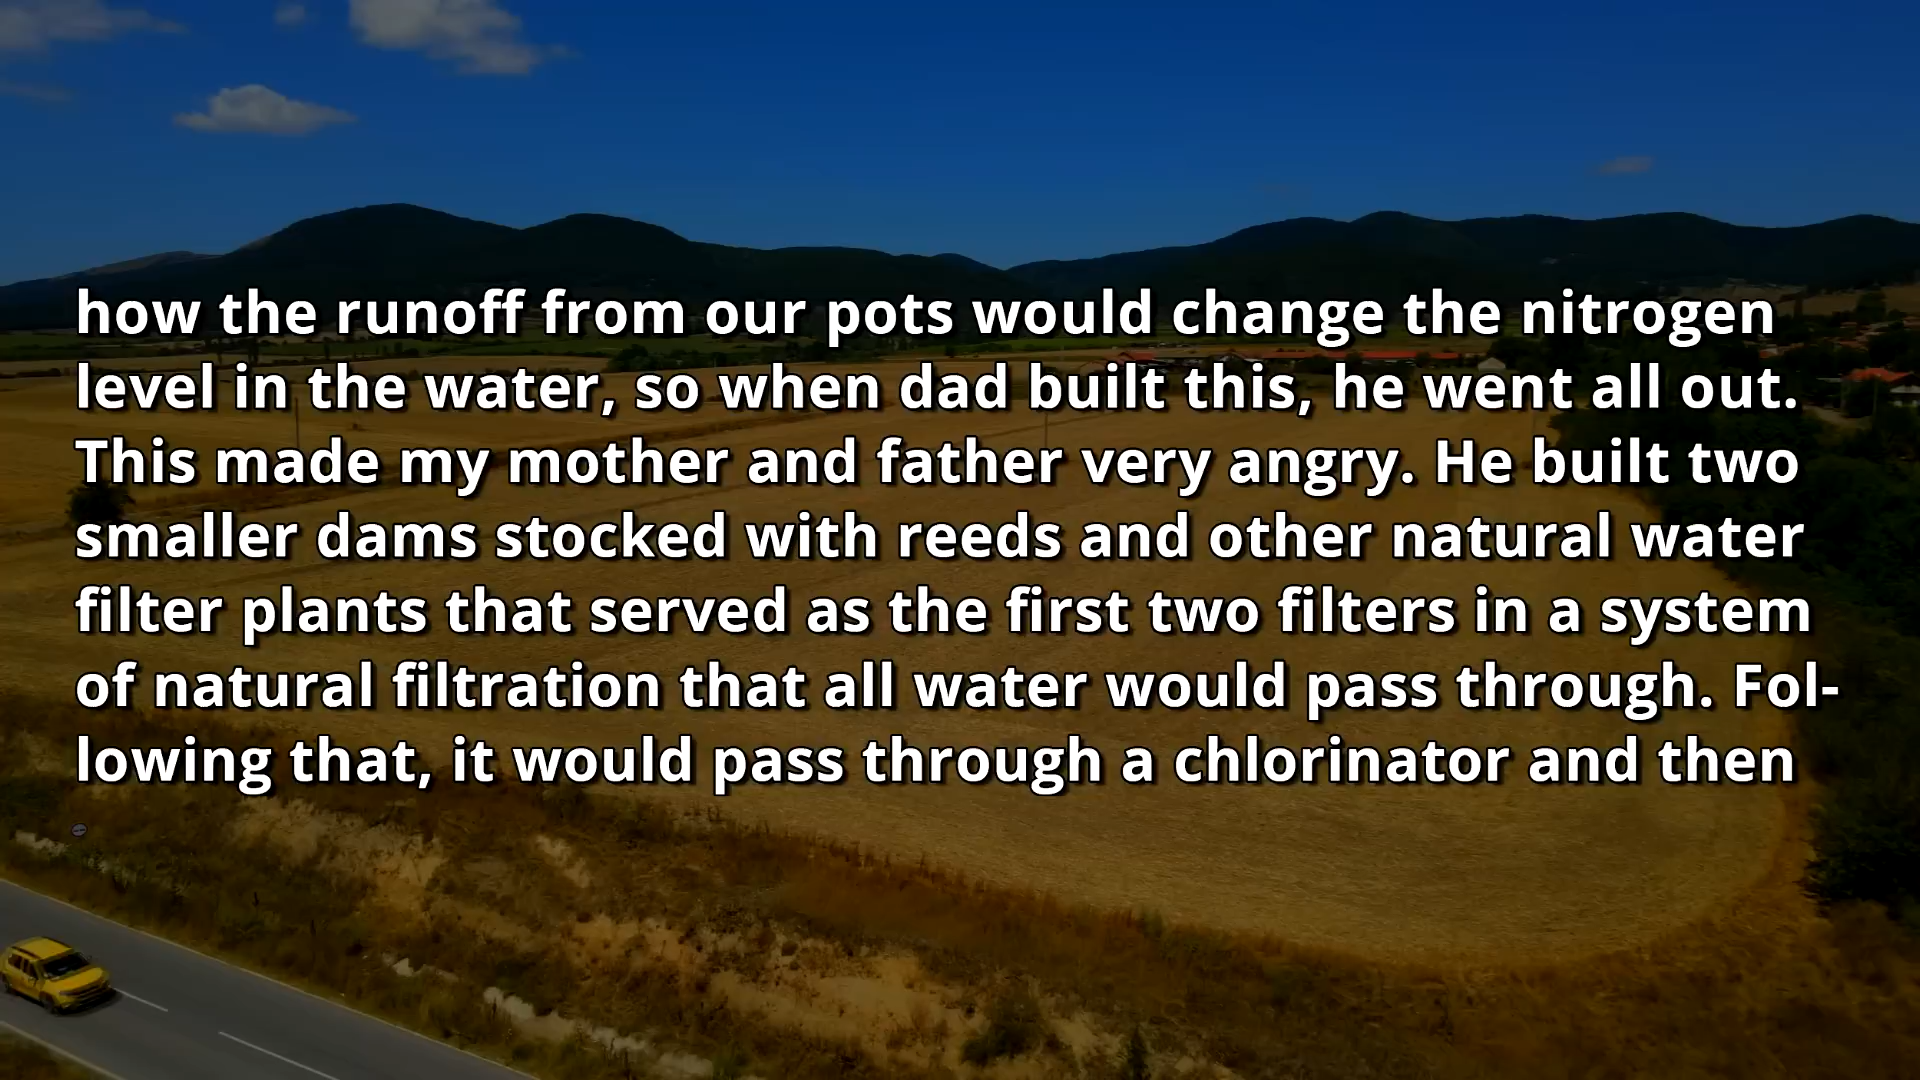 how the runoff from our pots would change the nitrogen
level in the water, so when dad built this, he went all out.
This made my mother and father very angry. He built two
smaller dams stocked with reeds and other natural water
filter plants that served as the first two filters in a system
of natural filtration that all water would pass through. Fol-
lowing that, it would pass through a chlorinator and then